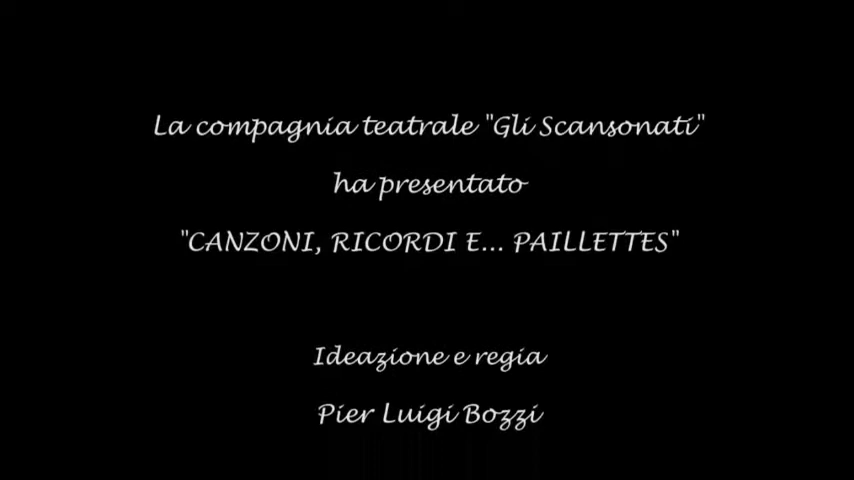 La compagnia teatrale "Gli Scansonati"
ha presentato
"CANZONI, RICORDI E... PAILLETTES"
Ideazione e regia
Pier Luigi Bozzi